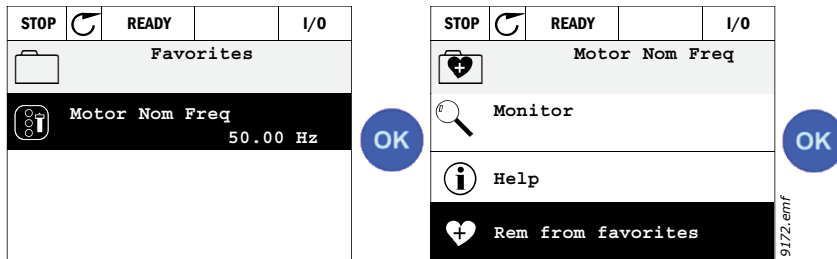 STOP READY I/O
Favorites
Motor Nom Freq
50.00 Hz
OK
STOP READY I/O
Motor Nom Freq
Monitor
Help
Rem from favorites
OK
9172.emf